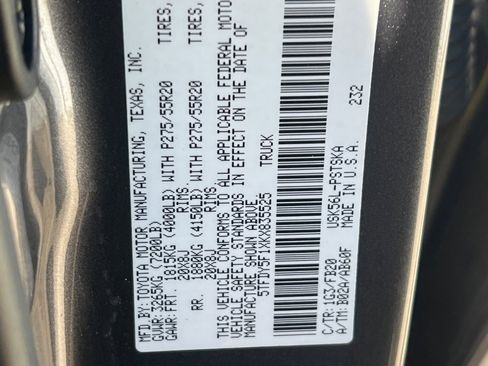 MFD.BY:TOYOTA MOTOR MANUFACTURING, TEXAS, INC.
GVWR: 3265KG (7200LB)
GAWR:FRT. 1815KG (4000LB) WITH P275/55R20 TIRES,
20X8J RIMS,
RR. 1880KG (4150LB) WITH P275/55R20 TIRES,
20X8J RIMS,
THIS VEHICLE CONFORMS TO ALL APPLICABLE FEDERAL MOTOR
VEHICLE SAFETY STANDARDS IN EFFECT ON THE DATE OF
MANUFACTURE SHOWN ABOVE.
5TFDY5F1XKX835525 TRUCK
USK56L-PSTSKA 232
C/TR: 1G3/FB20 MADE IN U.S.A.
A/TM: B02A/AB60F